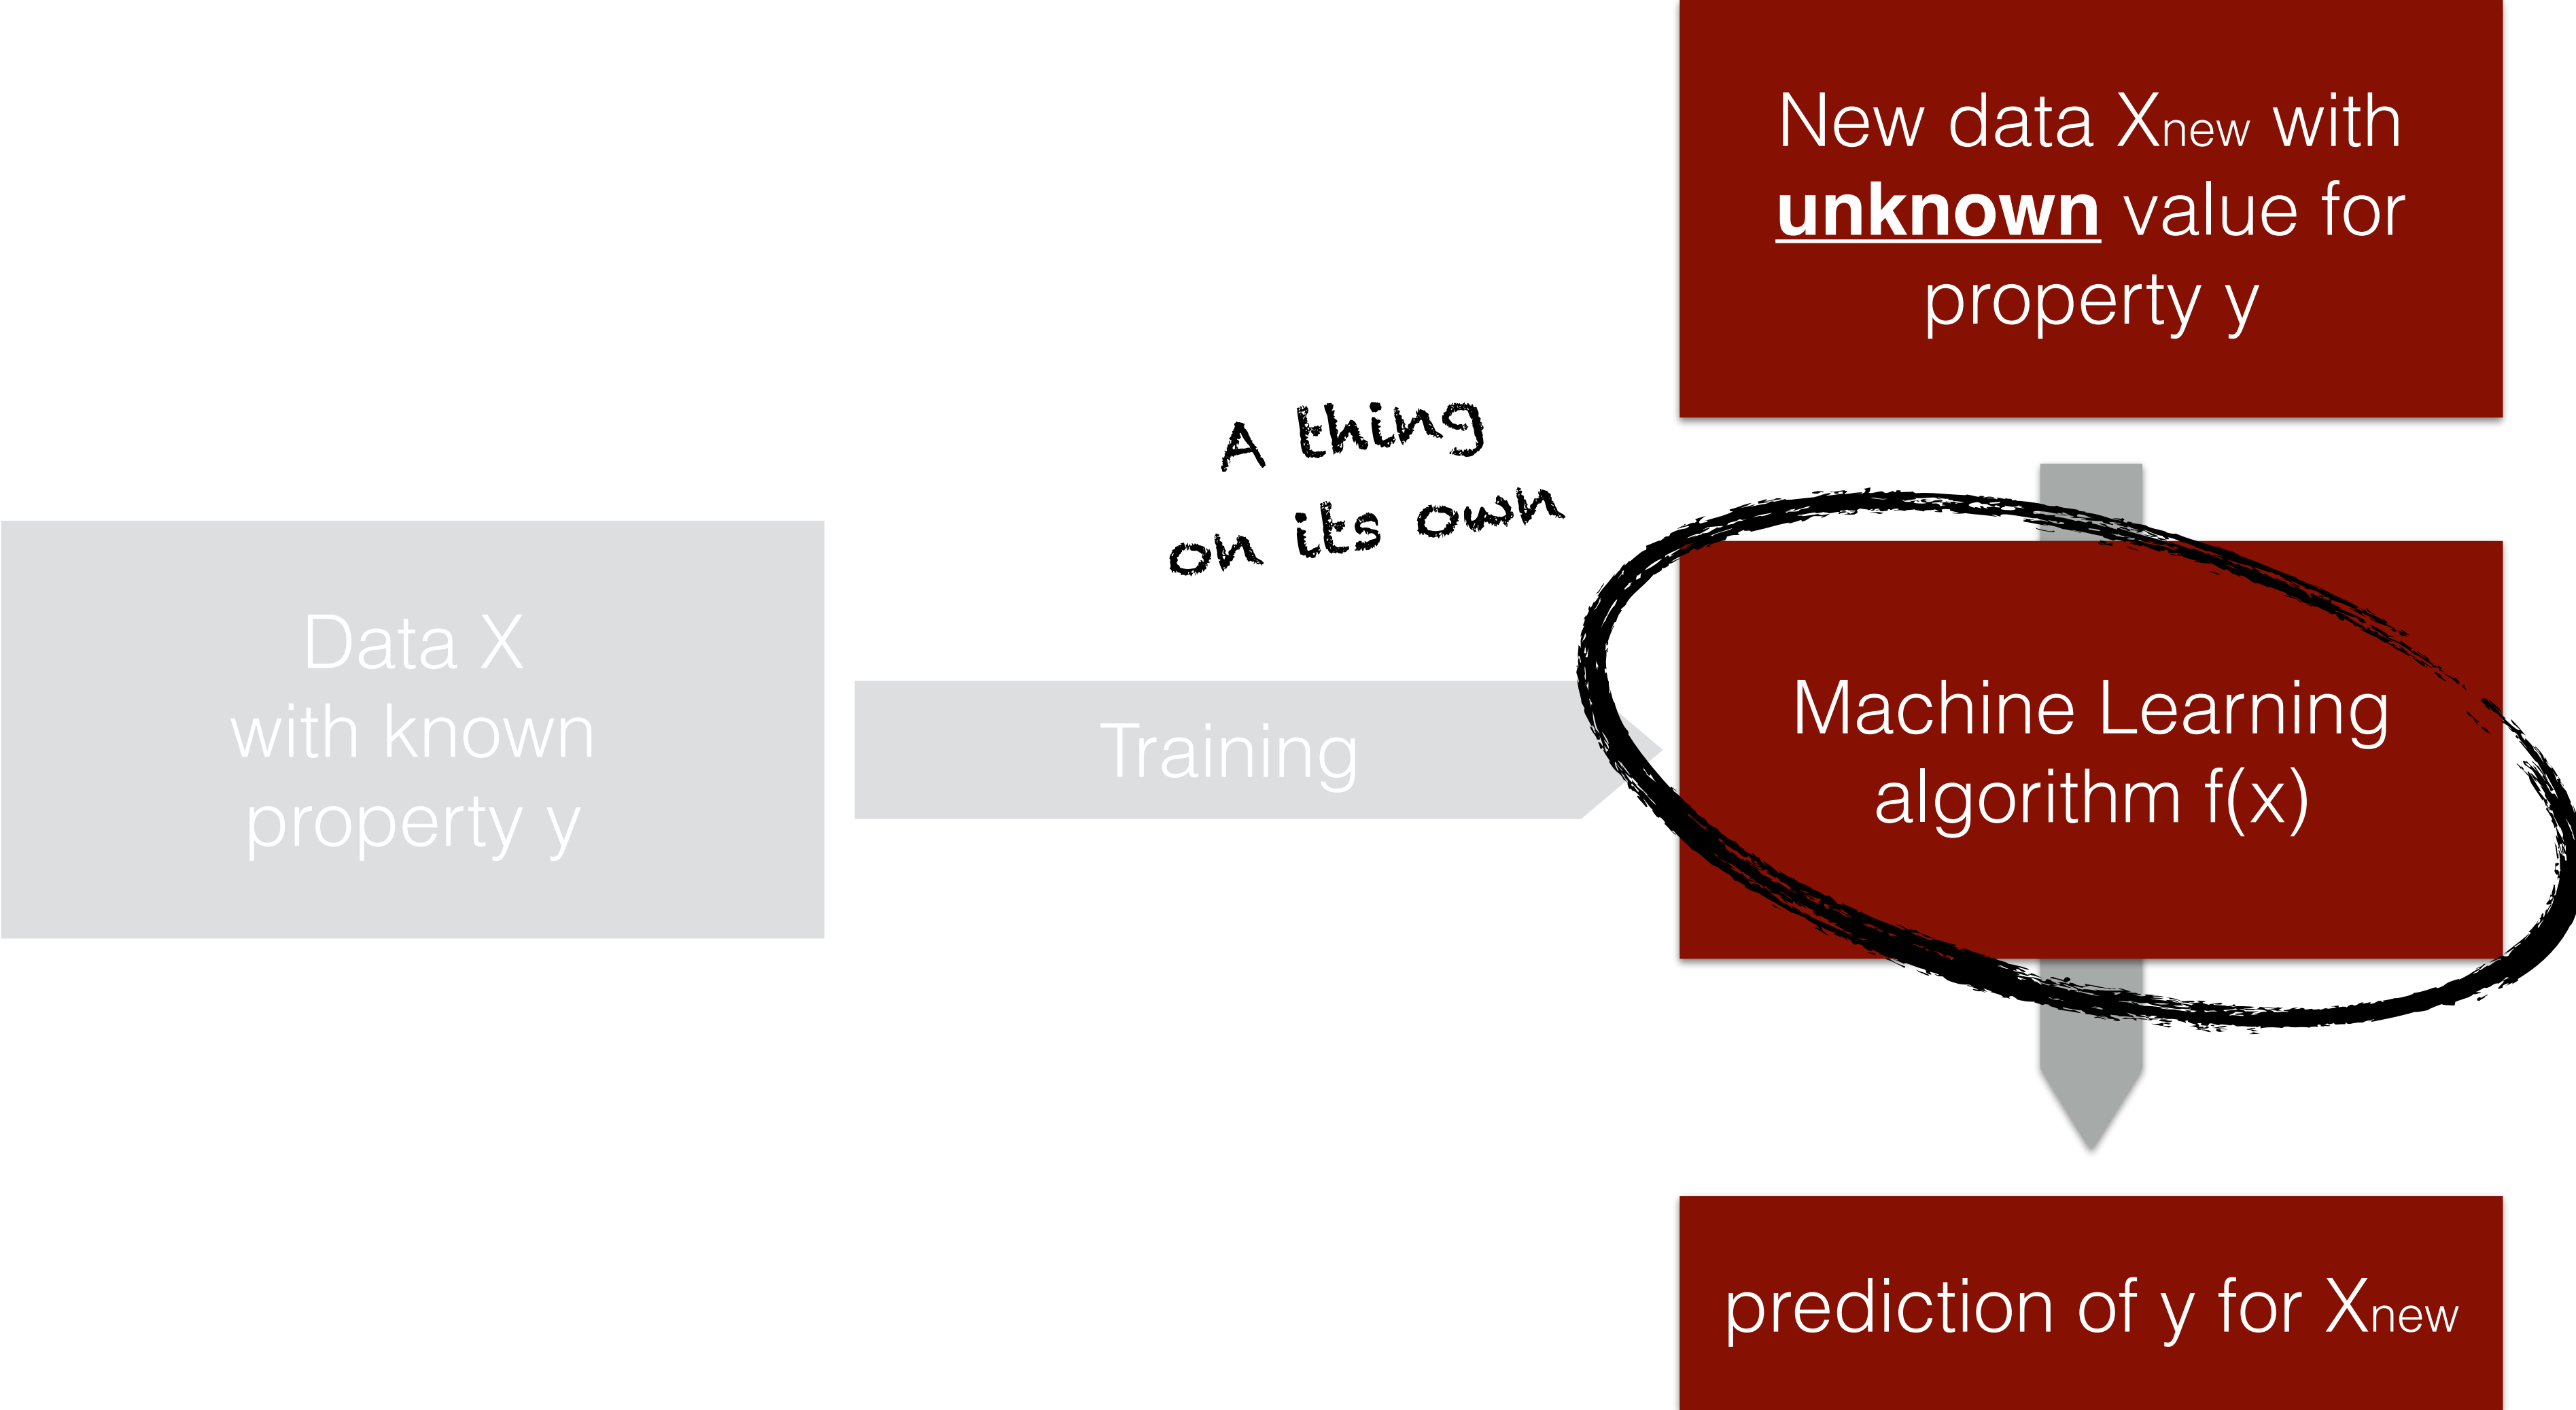 New data Xnew with
unknown value for
property y
A thing
on its own
Data X
with known
property y
Training
Machine Learning
algorithm f(x)
prediction of y for Xnew